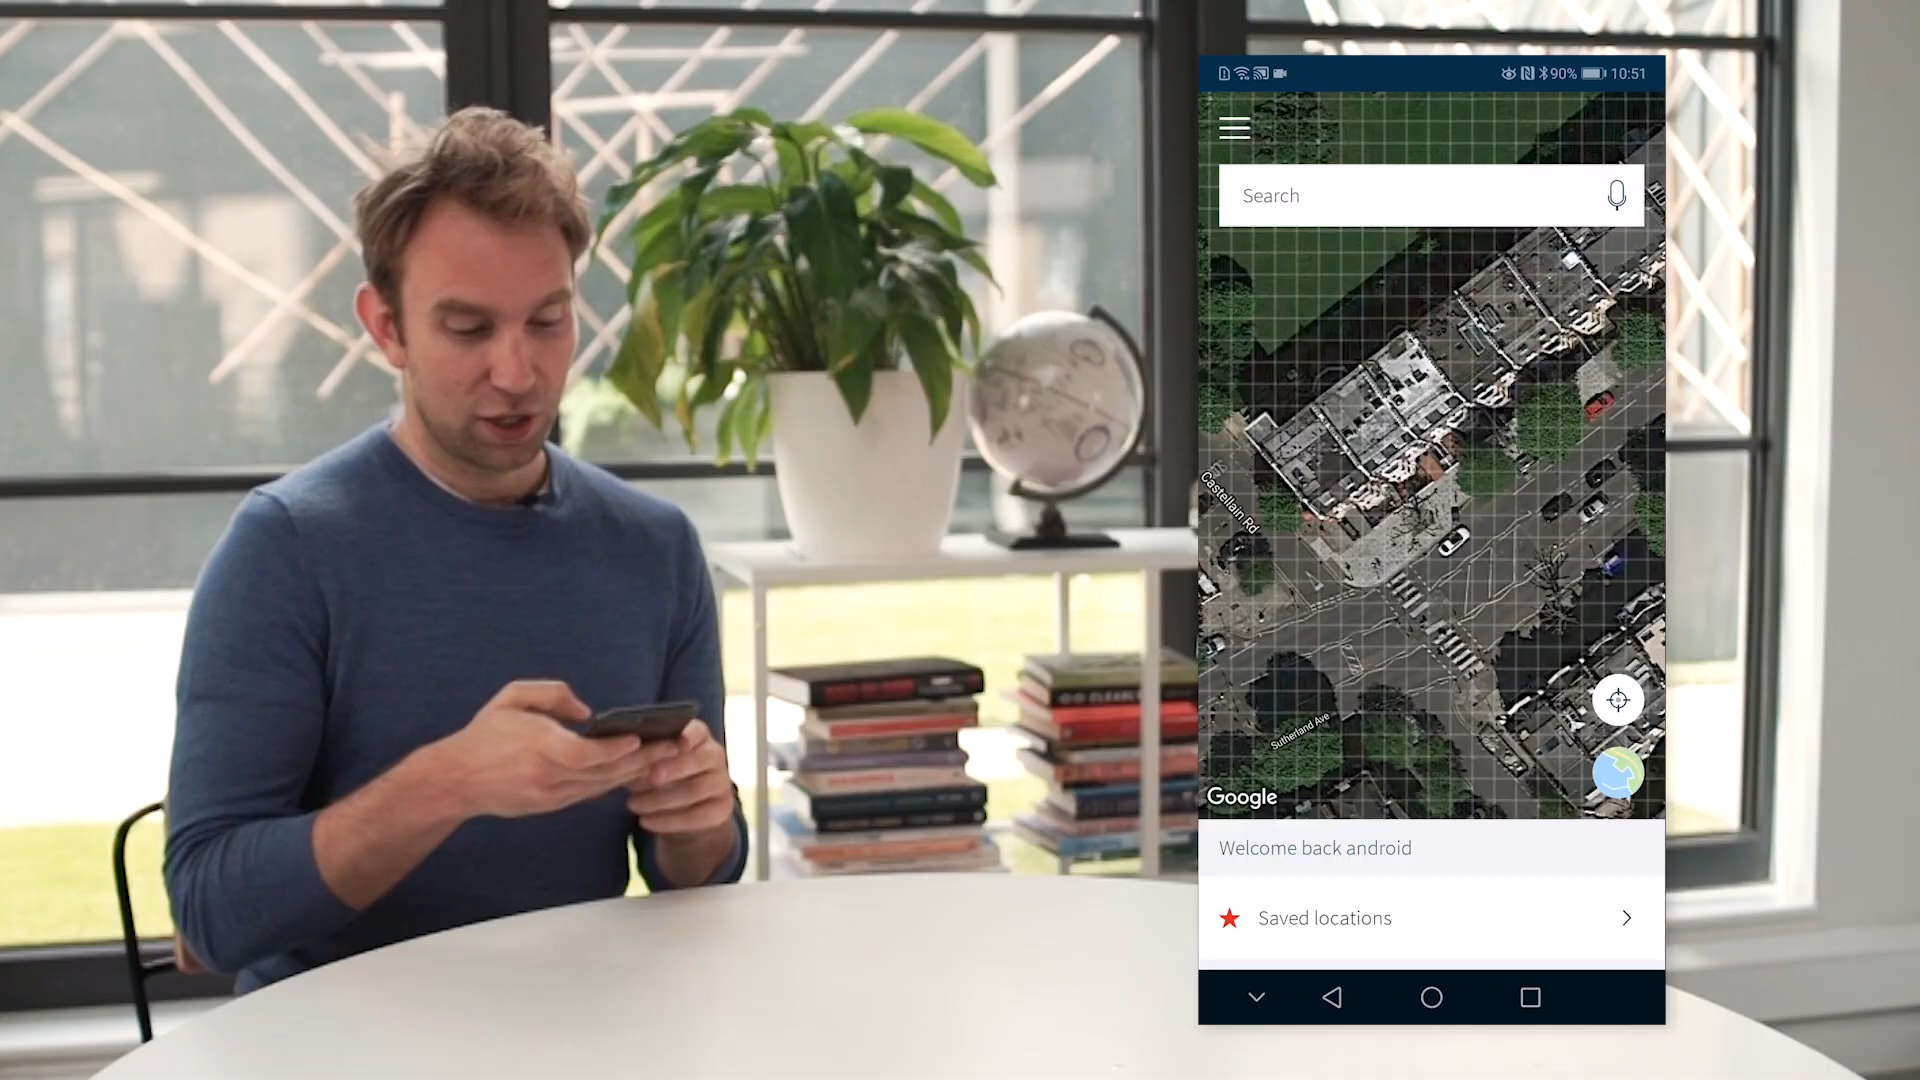 90% 10:51
Search
Castellain Rd
Sutherland Ave
Google
Welcome back android
Saved locations